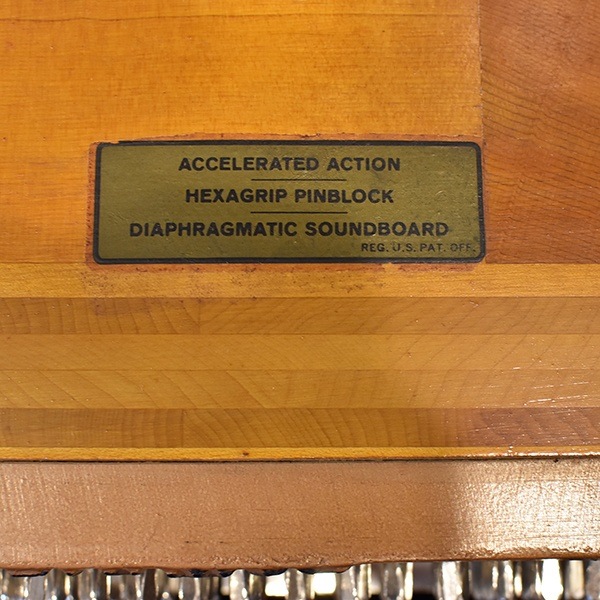 ACCELERATED ACTION
HEXAGRIP PINBLOCK
DIAPHRAGMATIC SOUNDBOARD
REG. U.S. PAT. OFF.